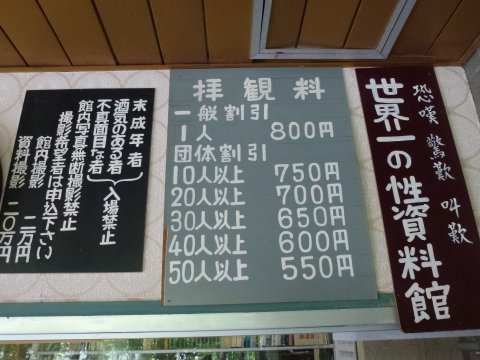 恐嘆 驚歎 叫歎
世界一の性資料館
拝観料
一般割引
1人 800円
団体割引
10人以上 750円
20人以上 700円
30人以上 650円
40人以上 600円
50人以上 550円
末成年者
酒気のある者
不真面目な者
入場禁止
館内写真無断撮影禁止
撮影希望者は申込下さい
館内撮影 二万円
資料撮影 二〇万円